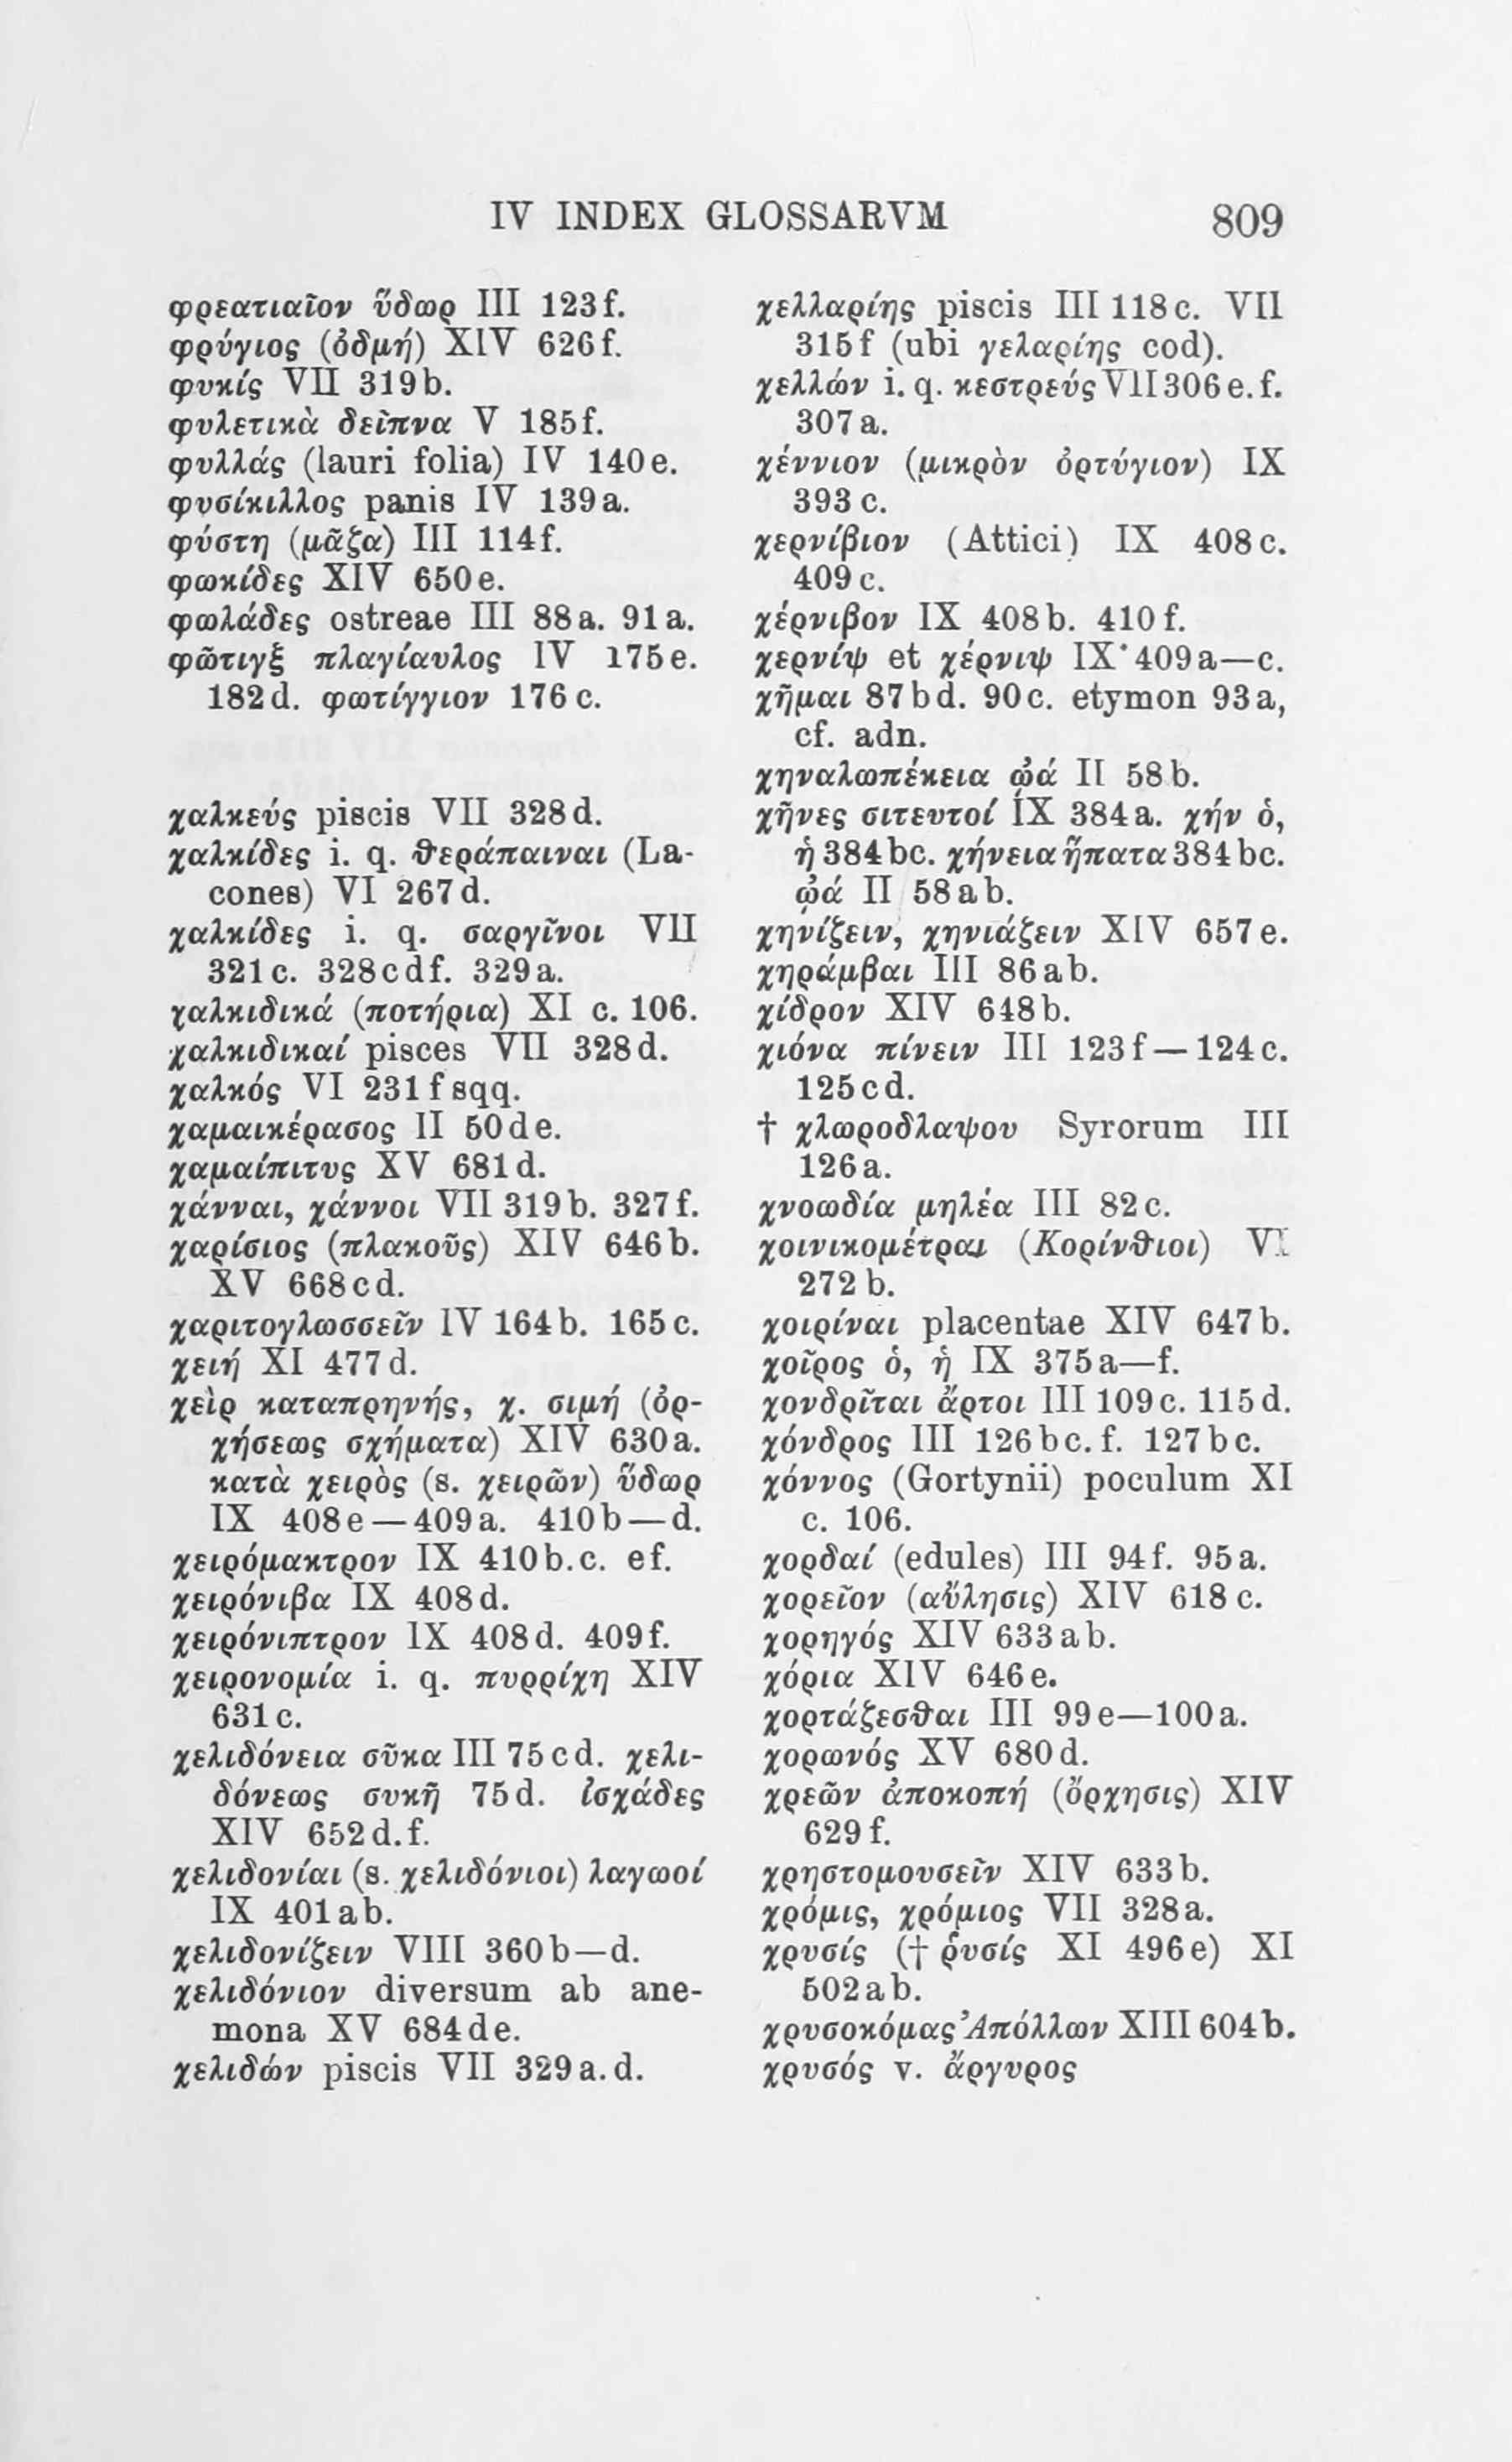 IV INDEX GLOSSARVM 809
φρεατιαῖον ὕδωρ III 123f.
φρύγιος (ὀδμή) XIV 626f.
φυκίς VII 319b.
φυλετικὰ δεῖπνα V 185f.
φυλλάς (lauri folia) IV 140e.
φυσίκιλλος panis IV 139a.
φύστη (μᾶζα) III 114f.
φωκίδες XIV 650e.
φωλάδες ostreae III 88a. 91a.
φῶτιγξ πλαγίαυλος IV 175e.
182d. φωτίγγιον 176c.
χαλκεύς piscis VII 328d.
χαλκίδες i. q. θεράπαιναι (La-
cones) VI 267d.
χαλκίδες i. q. σαργῖνοι VII
321c. 328cdf. 329a.
χαλκιδικά (ποτήρια) XI c. 106.
χαλκιδικαί pisces VII 328d.
χαλκός VI 231f sqq.
χαμαικέρασος II 50de.
χαμαίπιτυς XV 681d.
χάνναι, χάννοι VII 319b. 327f.
χαρίσιος (πλακοῦς) XIV 646b.
XV 668cd.
χαριτογλωσσεῖν IV 164b. 165c.
χειή XI 477d.
χεὶρ καταπρηνής, χ. σιμή (ὀρ-
χήσεως σχήματα) XIV 630a.
κατὰ χειρὸς (s. χειρῶν) ὕδωρ
IX 408e—409a. 410b—d.
χειρόμακτρον IX 410b.c. ef.
χειρόνιβα IX 408d.
χειρόνιπτρον IX 408d. 409f.
χειρονομία i. q. πυρρίχη XIV
631c.
χελιδόνεια σῦκα III 75cd. χελι-
δόνεως συκῆ 75d. ἰσχάδες
XIV 652d.f.
χελιδονίαι (s. χελιδόνιοι) λαγωοί
IX 401ab.
χελιδονίζειν VIII 360b—d.
χελιδόνιον diversum ab ane-
mona XV 684de.
χελιδών piscis VII 329a.d.
χελλαρίης piscis III 118c. VII
315f (ubi γελαρίης cod).
χελλών i. q. κεστρεύς VII 306e.f.
307a.
χέννιον (μικρὸν ὀρτύγιον) IX
393c.
χερνίβιον (Attici) IX 408c.
409c.
χέρνιβον IX 408b. 410f.
χερνίψ et χέρνιψ IX 409a—c.
χῆμαι 87bd. 90c. etymon 93a,
cf. adn.
χηναλωπέκεια ᾠά II 58b.
χῆνες σιτευτοί IX 384a. χήν ὁ,
ἡ 384bc. χήνεια ἥπατα 384bc.
ᾠά II 58ab.
χηνίζειν, χηνιάζειν XIV 657e.
χηράμβαι III 86ab.
χίδρον XIV 648b.
χιόνα πίνειν III 123f—124c.
125cd.
† χλωροδλαψου Syrorum III
126a.
χνοωδία μηλέα III 82c.
χοινικομέτραι (Κορίνθιοι) VI
272b.
χοιρίναι placentae XIV 647b.
χοῖρος ὁ, ἡ IX 375a—f.
χονδρῖται ἄρτοι III 109c. 115d.
χόνδρος III 126bc.f. 127bc.
χόννος (Gortynii) poculum XI
c. 106.
χορδαί (edules) III 94f. 95a.
χορεῖον (αὔλησις) XIV 618c.
χορηγός XIV 633ab.
χόρια XIV 646e.
χορτάζεσθαι III 99e—100a.
χορωνός XV 680d.
χρεῶν ἀποκοπή (ὄρχησις) XIV
629f.
χρηστομουσεῖν XIV 633b.
χρόμις, χρόμιος VII 328a.
χρυσίς († ῥυσίς XI 496e) XI
502ab.
χρυσοκόμας Ἀπόλλων XIII 604b.
χρυσός v. ἄργυρος